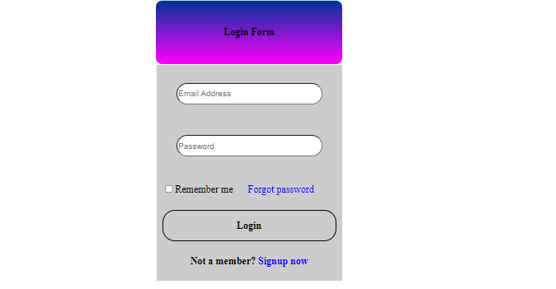 Login Form
Email Address
Password
Remember me Forgot password
Login
Not a member? Signup now